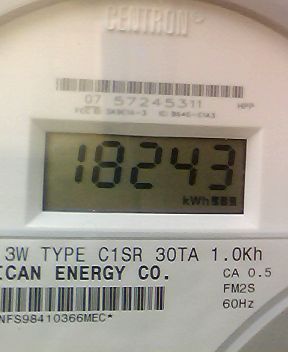 CENTRON
07 57245311 HPP
18243
kWh
3W TYPE C1SR 30TA 1.0Kh
ICAN ENERGY CO.
CA 0.5
FM2S
60Hz
NFS98410366MEC*